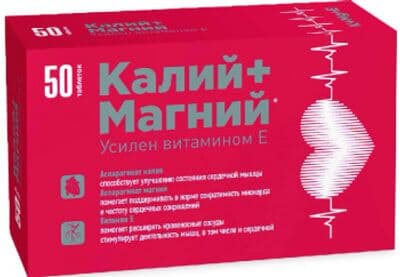 50
таблеток
Калий+
Магний®
Усилен витамином Е
Аспарагинат калия
способствует улучшению состояния сердечной мышцы
Аспарагинат магния
помогает поддерживать в норме сократимость миокарда
и частоту сердечных сокращений
Витамин Е
помогает расширять кровеносные сосуды
стимулирует деятельность мышц, в том числе и сердечной
50